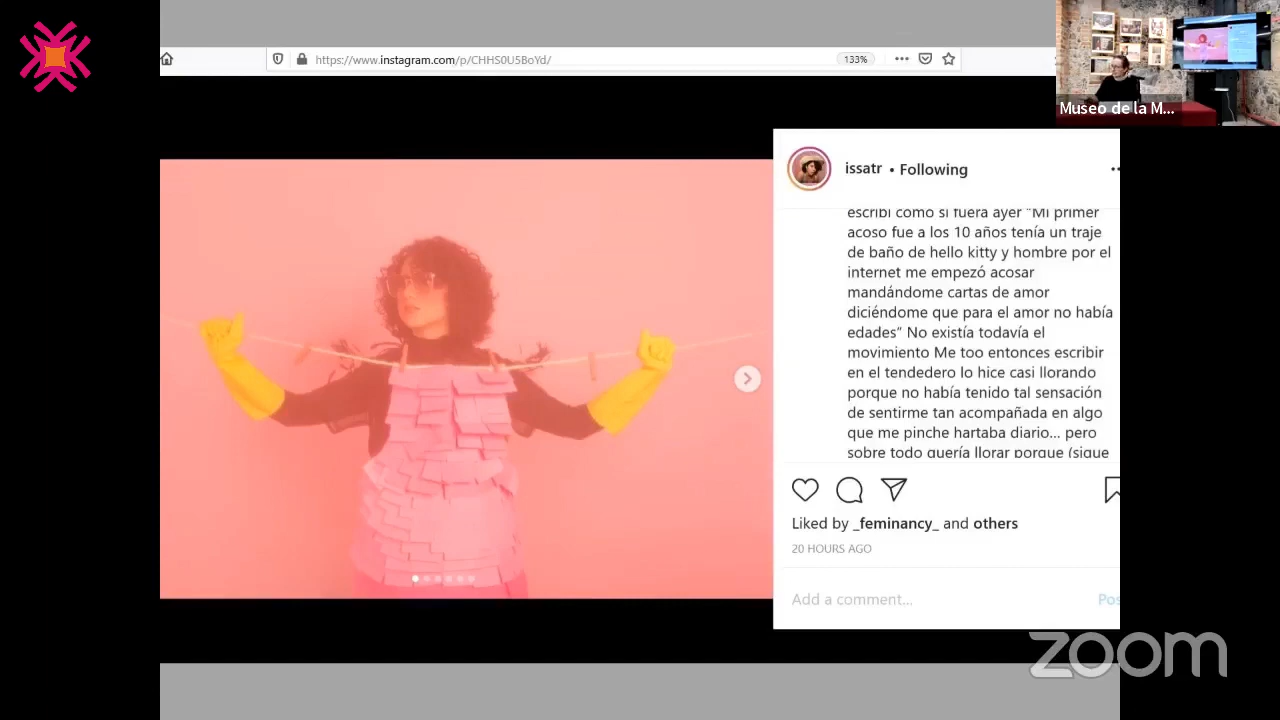 https://www.instagram.com/p/CHHS0U5BoYd/
133%
Museo de la M...
issatr • Following
escribí como si fuera ayer "Mi primer
acoso fue a los 10 años tenía un traje
de baño de hello kitty y hombre por el
internet me empezó acosar
mandándome cartas de amor
diciéndome que para el amor no había
edades" No existía todavía el
movimiento Me too entonces escribir
en el tendedero lo hice casi llorando
porque no había tenido tal sensación
de sentirme tan acompañada en algo
que me pinche hartaba diario... pero
sobre todo quería llorar porque (sigue
Liked by _feminancy_ and others
20 HOURS AGO
Add a comment...
Pos
zoom